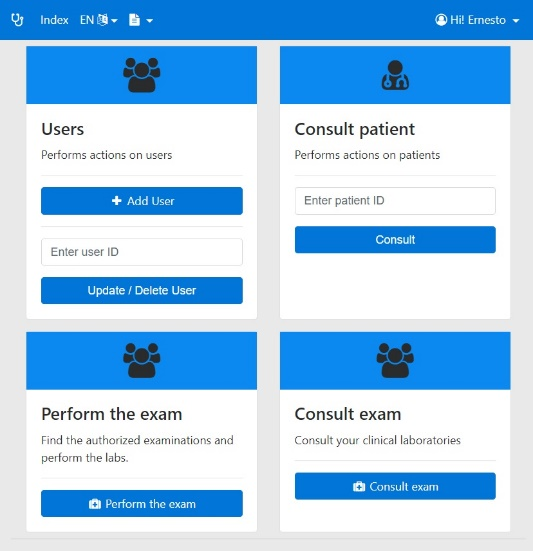 Index EN Hi! Ernesto
Users
Performs actions on users
Add User
Enter user ID
Update / Delete User
Consult patient
Performs actions on patients
Enter patient ID
Consult
Perform the exam
Find the authorized examinations and
perform the labs.
Perform the exam
Consult exam
Consult your clinical laboratories
Consult exam